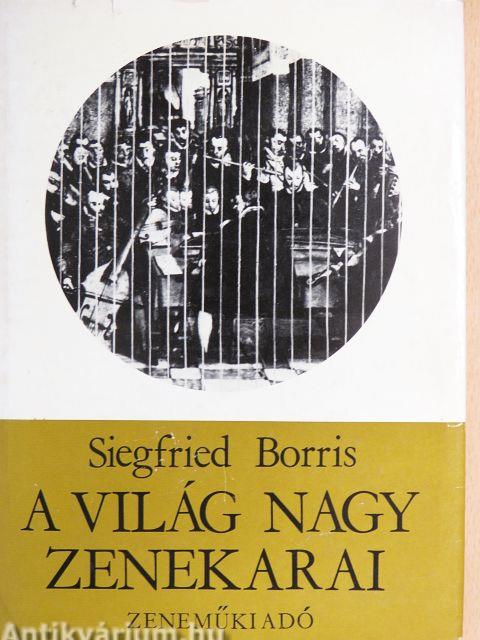 Siegfried Borris
A VILÁG NAGY
ZENEKARAI
ZENEMŰKIADÓ
Antikvárium.hu